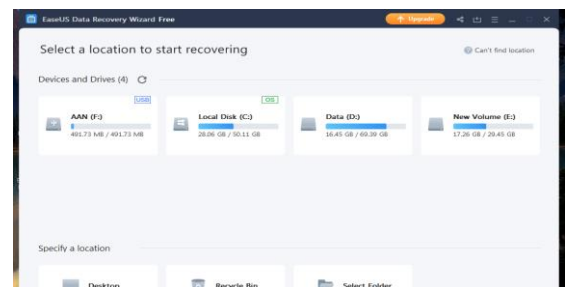 EaseUS Data Recovery Wizard Free
Upgrade
Select a location to start recovering
Can't find location
Devices and Drives (4)
USB
AAN (F:)
491.73 MB / 491.73 MB
OS
Local Disk (C:)
28.06 GB / 50.11 GB
Data (D:)
16.45 GB / 69.39 GB
New Volume (E:)
17.26 GB / 29.45 GB
Specify a location
Desktop
Recycle Bin
Select Folder